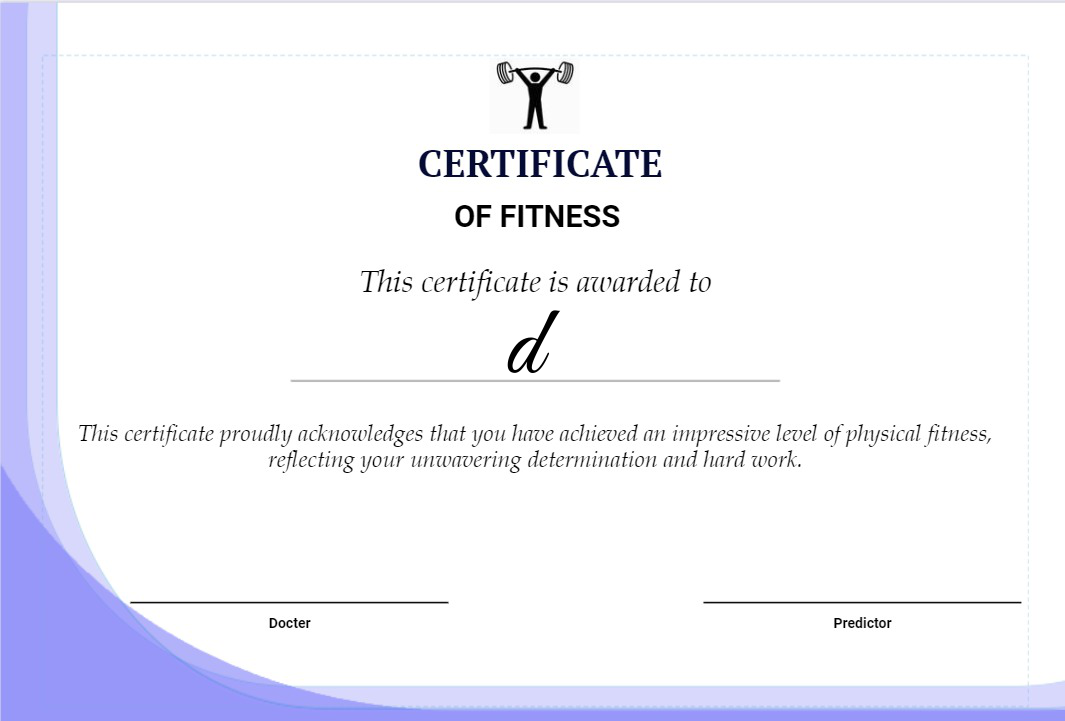 CERTIFICATE
OF FITNESS
This certificate is awarded to
d
This certificate proudly acknowledges that you have achieved an impressive level of physical fitness,
reflecting your unwavering determination and hard work.
Docter
Predictor